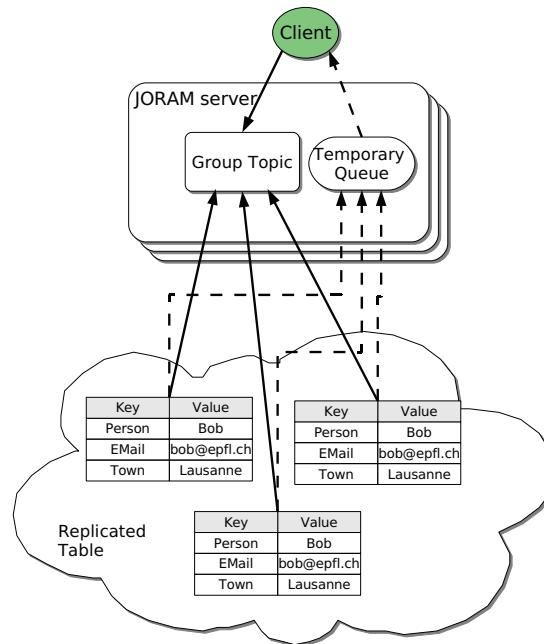 Client
JORAM server
Group Topic
Temporary
Queue
Key Value
Person Bob
EMail bob@epfl.ch
Town Lausanne
Key Value
Person Bob
EMail bob@epfl.ch
Town Lausanne
Replicated
Table
Key Value
Person Bob
EMail bob@epfl.ch
Town Lausanne